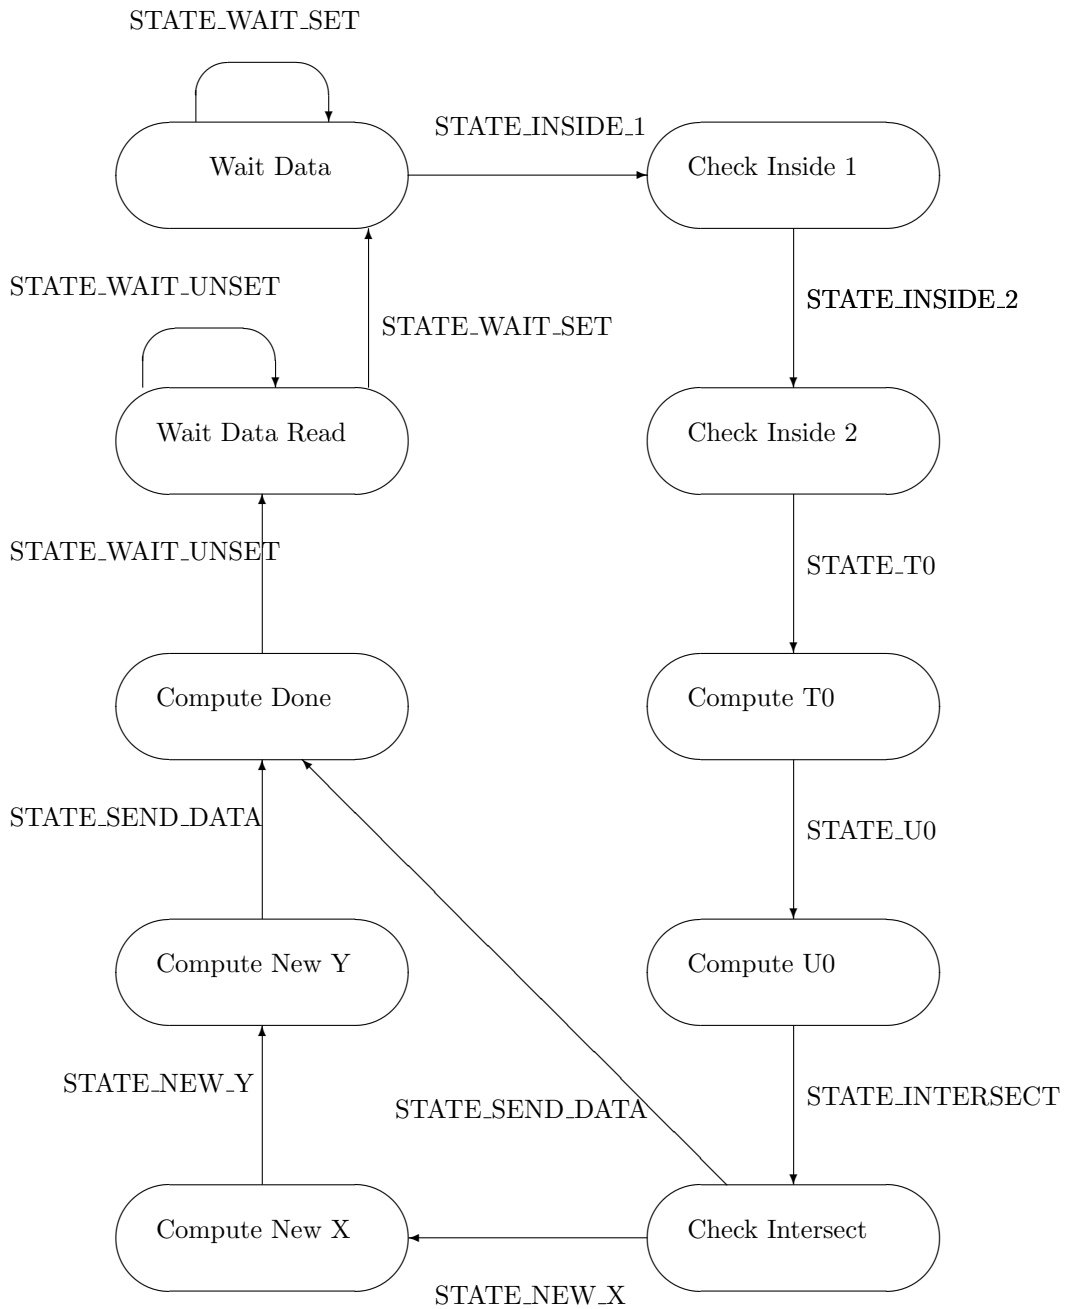 STATE_WAIT_SET
STATE_INSIDE_1
Wait Data
Check Inside 1
STATE_WAIT_UNSET
STATE_INSIDE_2
STATE_WAIT_SET
Wait Data Read
Check Inside 2
STATE_WAIT_UNSET
STATE_T0
Compute Done
Compute T0
STATE_SEND_DATA
STATE_U0
Compute New Y
Compute U0
STATE_NEW_Y
STATE_INTERSECT
STATE_SEND_DATA
Compute New X
Check Intersect
STATE_NEW_X